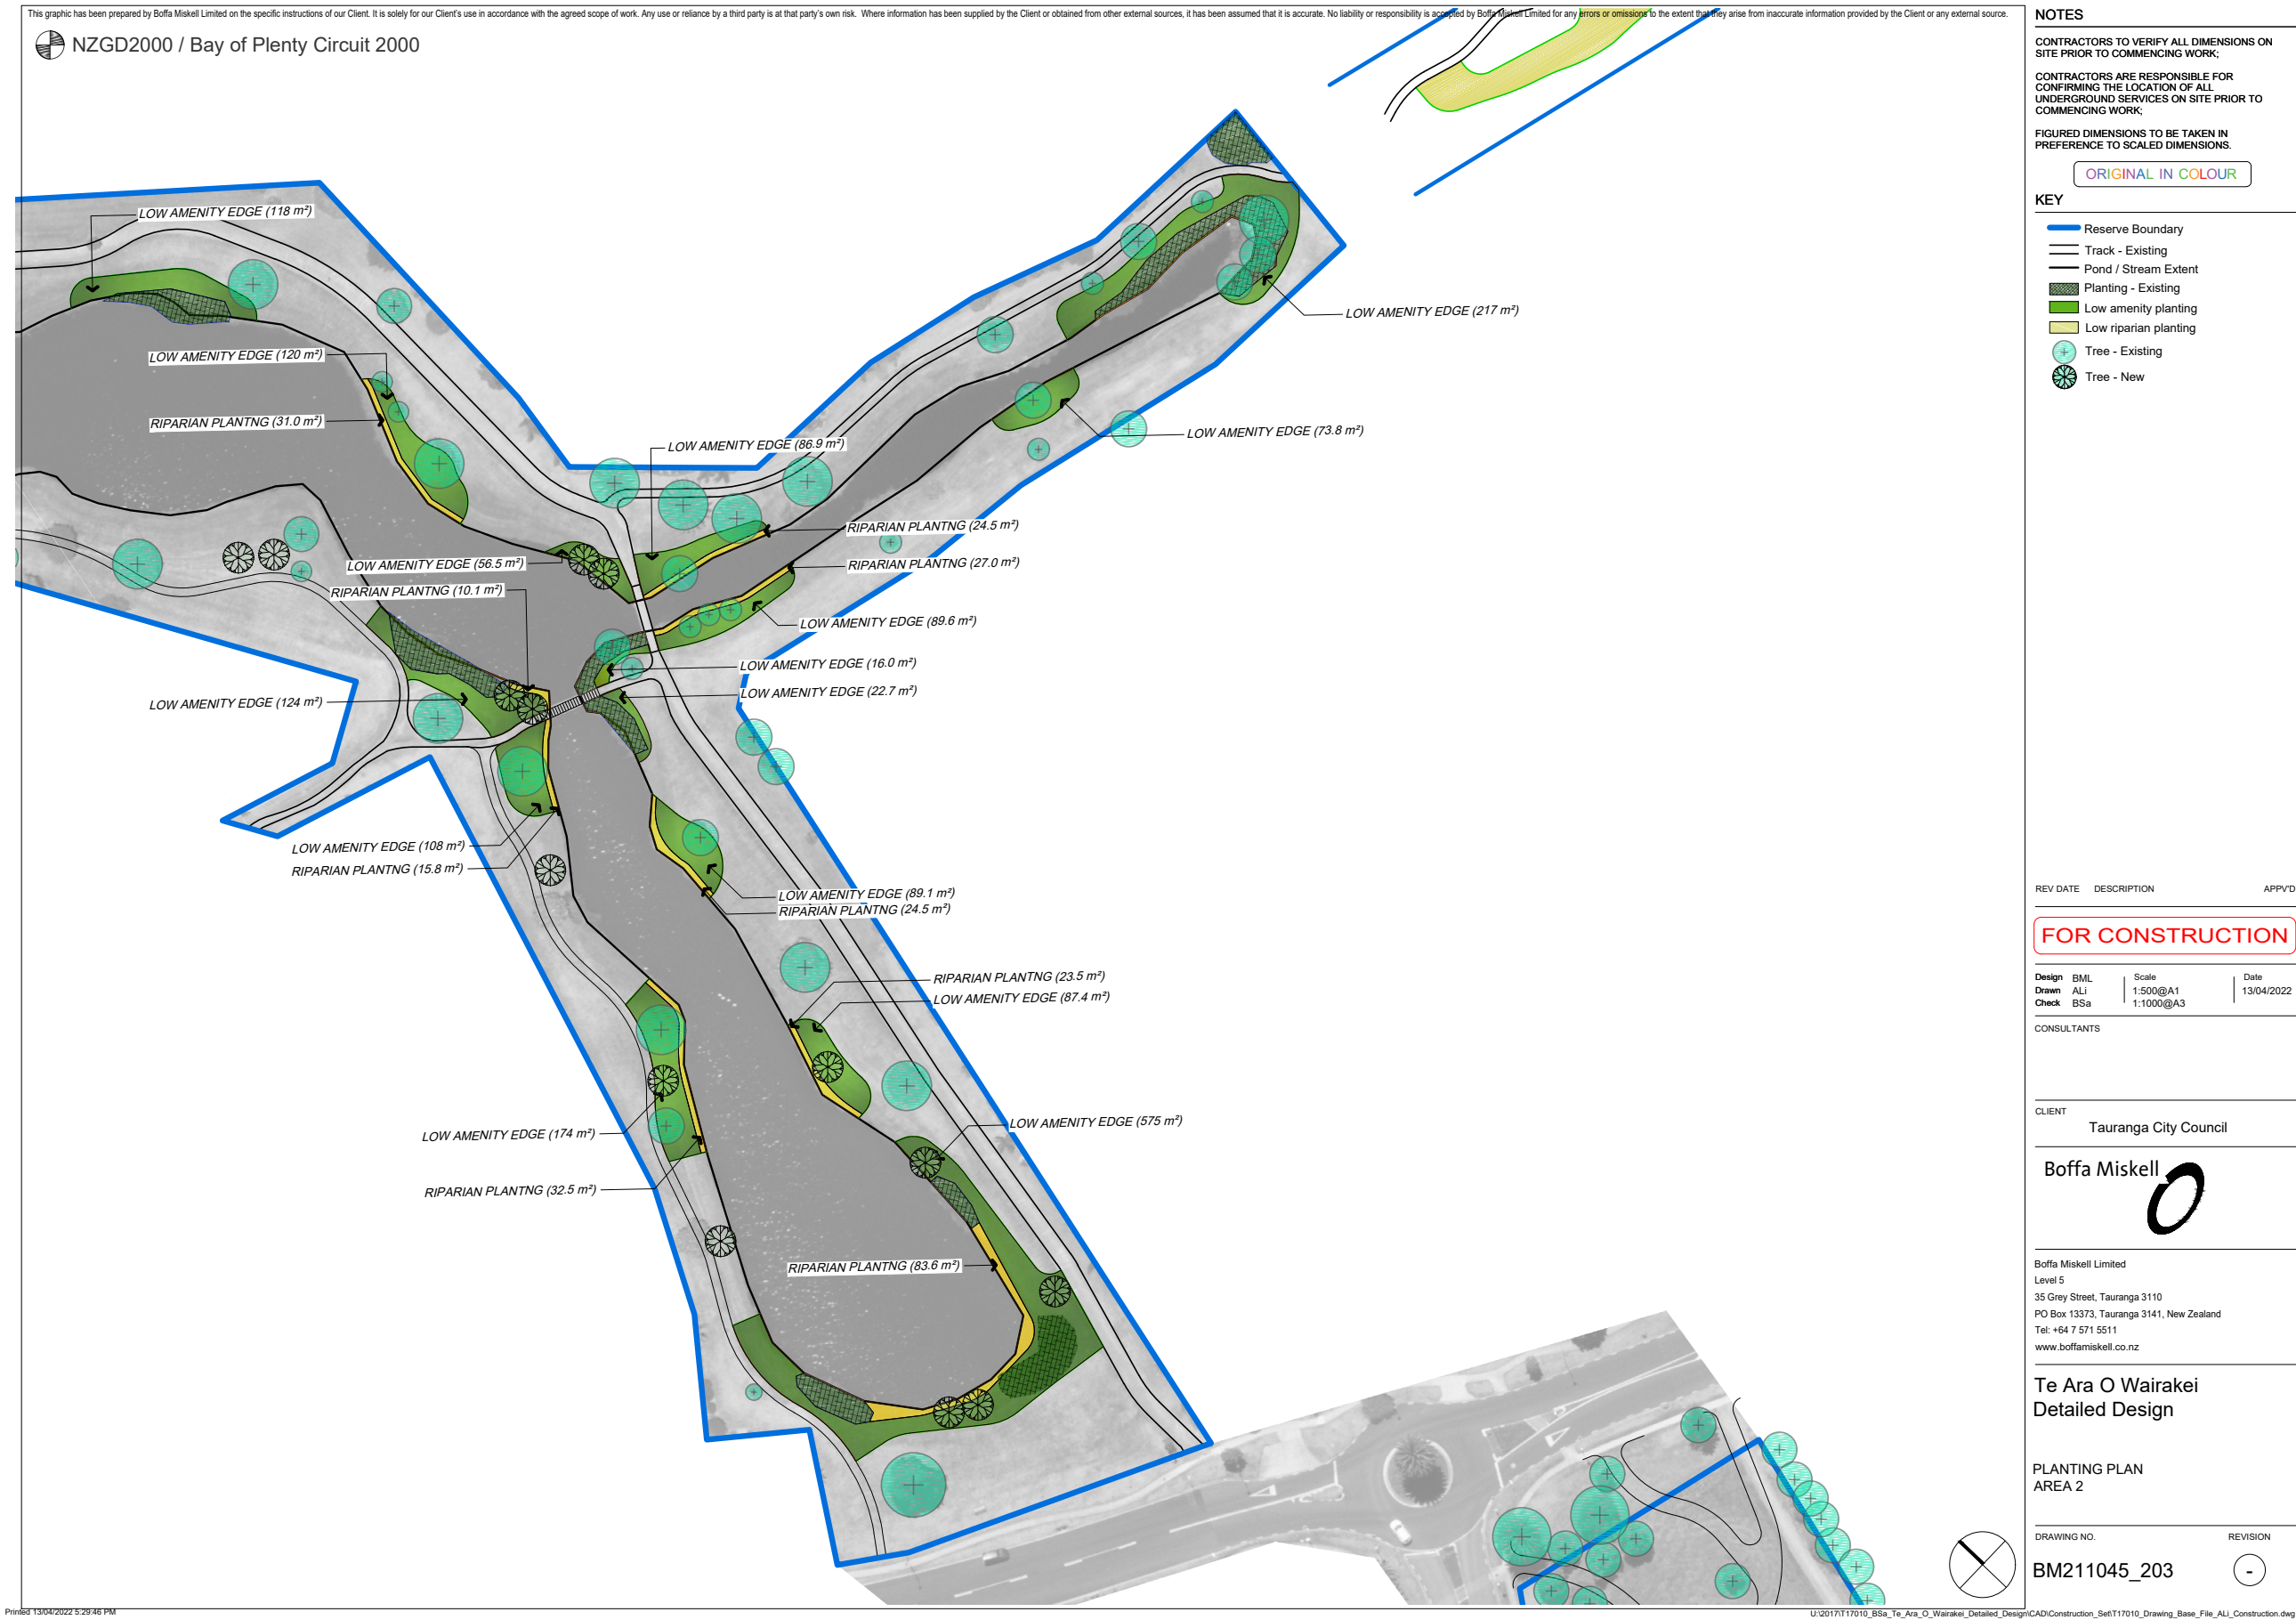 This graphic has been prepared by Boffa Miskell Limited on the specific instructions of our Client. It is solely for our Client's use in accordance with the agreed scope of work. Any use or reliance by a third party is at that party's own risk. Where information has been supplied by the Client or obtained from other external sources, it has been assumed that it is accurate. No liability or responsibility is accepted by Boffa Miskell Limited for any errors or omissions to the extent that they arise from inaccurate information provided by the Client or any external source.
NZGD2000 / Bay of Plenty Circuit 2000
LOW AMENITY EDGE (118 m²)
LOW AMENITY EDGE (217 m²)
LOW AMENITY EDGE (120 m²)
RIPARIAN PLANTNG (31.0 m²)
LOW AMENITY EDGE (73.8 m²)
LOW AMENITY EDGE (86.9 m²)
RIPARIAN PLANTNG (24.5 m²)
LOW AMENITY EDGE (56.5 m²)
RIPARIAN PLANTNG (27.0 m²)
RIPARIAN PLANTNG (10.1 m²)
LOW AMENITY EDGE (89.6 m²)
LOW AMENITY EDGE (16.0 m²)
LOW AMENITY EDGE (22.7 m²)
LOW AMENITY EDGE (124 m²)
LOW AMENITY EDGE (108 m²)
RIPARIAN PLANTNG (15.8 m²)
LOW AMENITY EDGE (89.1 m²)
RIPARIAN PLANTNG (24.5 m²)
RIPARIAN PLANTNG (23.5 m²)
LOW AMENITY EDGE (87.4 m²)
LOW AMENITY EDGE (575 m²)
LOW AMENITY EDGE (174 m²)
RIPARIAN PLANTNG (32.5 m²)
RIPARIAN PLANTNG (83.6 m²)
NOTES
CONTRACTORS TO VERIFY ALL DIMENSIONS ON
SITE PRIOR TO COMMENCING WORK;
CONTRACTORS ARE RESPONSIBLE FOR
CONFIRMING THE LOCATION OF ALL
UNDERGROUND SERVICES ON SITE PRIOR TO
COMMENCING WORK;
FIGURED DIMENSIONS TO BE TAKEN IN
PREFERENCE TO SCALED DIMENSIONS.
ORIGINAL IN COLOUR
KEY
Reserve Boundary
Track - Existing
Pond / Stream Extent
Planting - Existing
Low amenity planting
Low riparian planting
Tree - Existing
Tree - New
REV DATE DESCRIPTION APPV'D
FOR CONSTRUCTION
Design BML Scale Date
Drawn ALi 1:500@A1 13/04/2022
Check BSa 1:1000@A3
CONSULTANTS
CLIENT
Tauranga City Council
Boffa Miskell
Boffa Miskell Limited
Level 5
35 Grey Street, Tauranga 3110
PO Box 13373, Tauranga 3141, New Zealand
Tel: +64 7 571 5511
www.boffamiskell.co.nz
Te Ara O Wairakei
Detailed Design
PLANTING PLAN
AREA 2
DRAWING NO. REVISION
BM211045_203 -
Printed 13/04/2022 5:29:46 PM
U:\2017\T17010_BSa_Te_Ara_O_Wairakei_Detailed_Design\CAD\Construction_Set\T17010_Drawing_Base_File_ALi_Construction.dwg